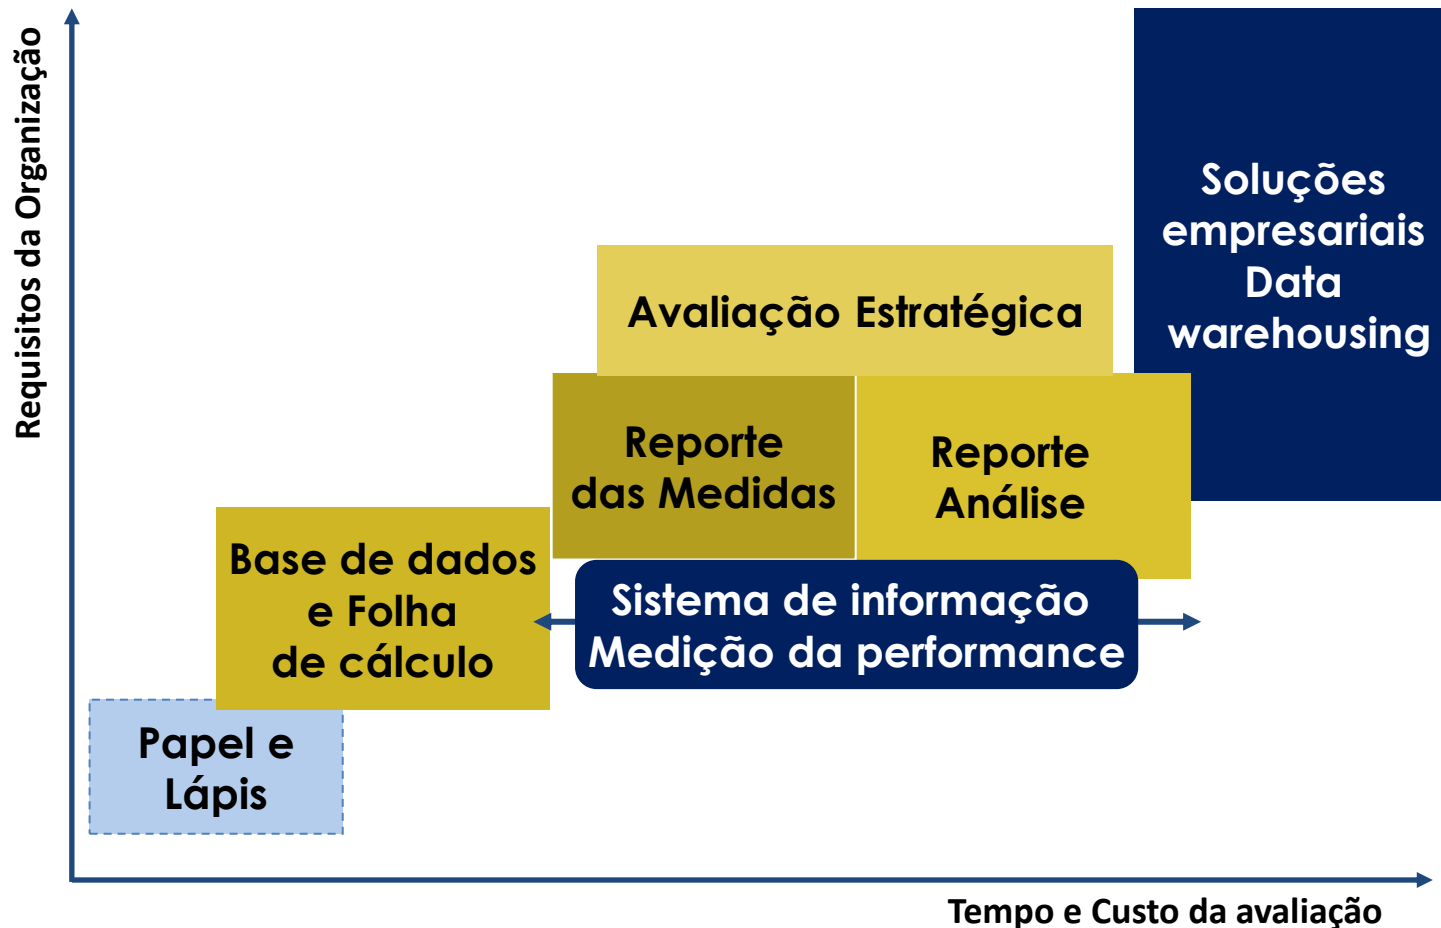 Requisitos da Organização
Soluções
empresariais
Data
warehousing
Avaliação Estratégica
Reporte
das Medidas
Reporte
Análise
Base de dados
e Folha
de cálculo
Sistema de informação
Medição da performance
Papel e
Lápis
Tempo e Custo da avaliação